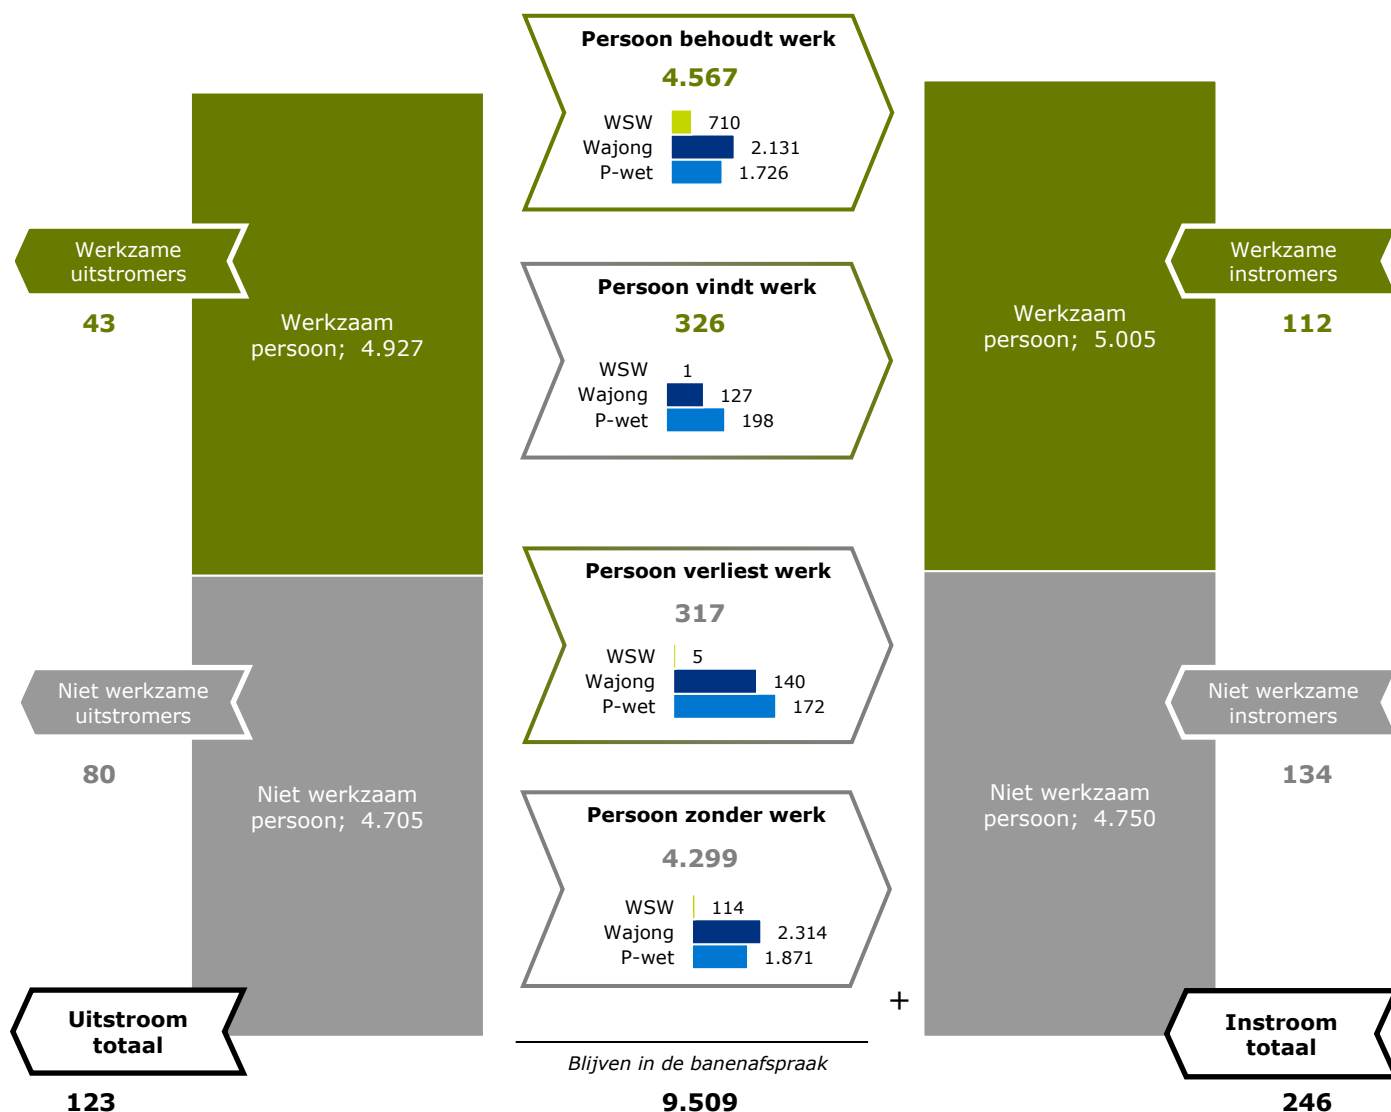 Persoon behoudt werk
4.567
WSW 710
Wajong 2.131
P-wet 1.726
Werkzame
uitstromers
43
Werkzaam
persoon; 4.927
Persoon vindt werk
326
WSW 1
Wajong 127
P-wet 198
Werkzaam
persoon; 5.005
Werkzame
instromers
112
Persoon verliest werk
317
WSW 5
Wajong 140
P-wet 172
Niet werkzame
uitstromers
80
Niet werkzaam
persoon; 4.705
Persoon zonder werk
4.299
WSW 114
Wajong 2.314
P-wet 1.871
Niet werkzaam
persoon; 4.750
Niet werkzame
instromers
134
Uitstroom
totaal
123
+
Blijven in de banenafspraak
9.509
Instroom
totaal
246